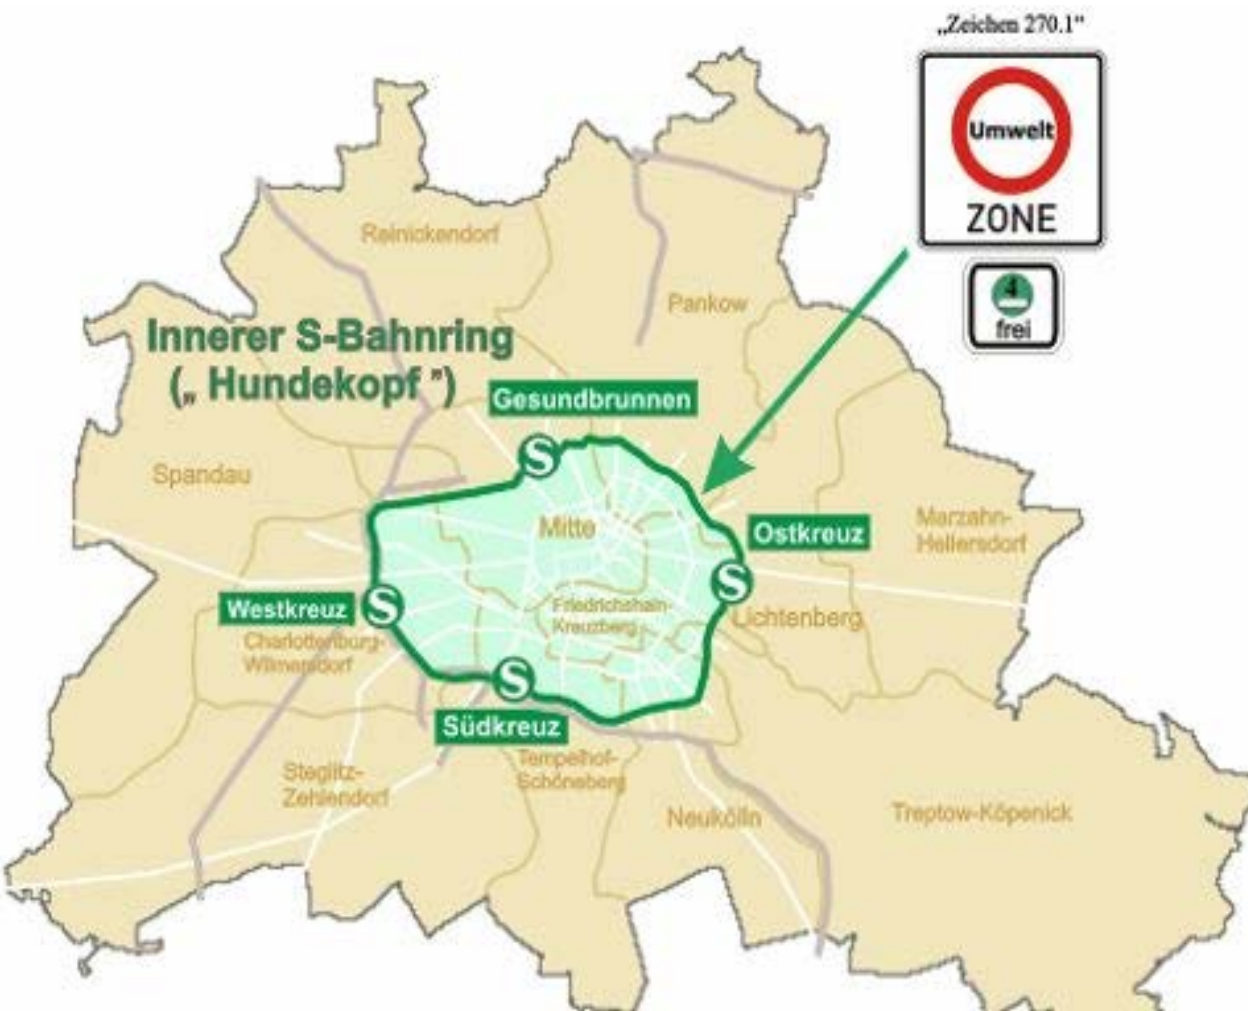 „Zeichen 270.1"
Umwelt
ZONE
4
frei
Reinickendorf
Pankow
Innerer S-Bahnring
(„ Hundekopf ”)
Gesundbrunnen
S
Spandau
Mitte
Ostkreuz
Marzahn-
Hellersdorf
S
Westkreuz
S
Friedrichshain-
Kreuzberg
Lichtenberg
Charlottenburg-
Wilmersdorf
S
Südkreuz
Tempelhof-
Schöneberg
Steglitz-
Zehlendorf
Neukölln
Treptow-Köpenick